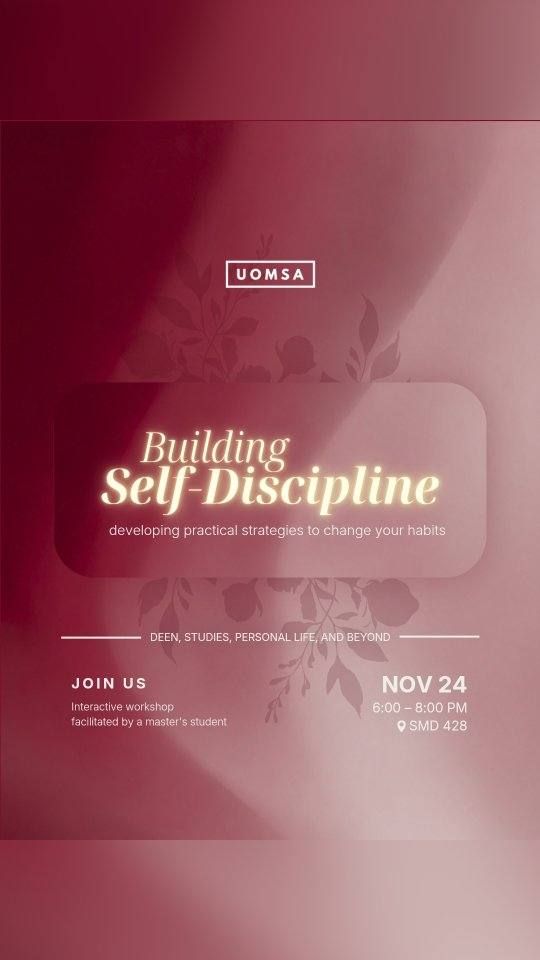 UOMSA
Building
Self-Discipline
developing practical strategies to change your habits
DEEN, STUDIES, PERSONAL LIFE, AND BEYOND
JOIN US
Interactive workshop
facilitated by a master's student
NOV 24
6:00 – 8:00 PM
SMD 428